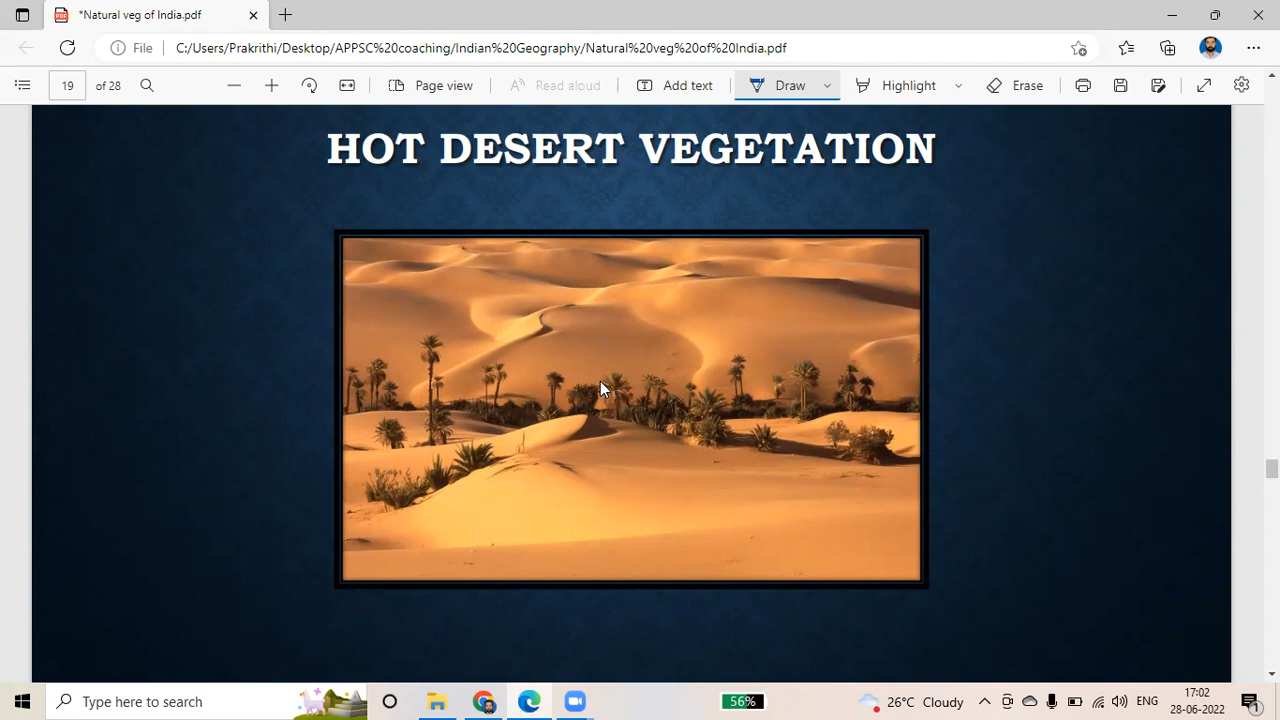 *Natural veg of India.pdf
File
C:/Users/Prakrithi/Desktop/APPSC%20coaching/Indian%20Geography/Natural%20veg%20of%20India.pdf
19 of 28
Page view
Read aloud
Add text
Draw
Highlight
Erase
HOT DESERT VEGETATION
Type here to search
56%
26°C Cloudy
ENG
17:02
28-06-2022
1